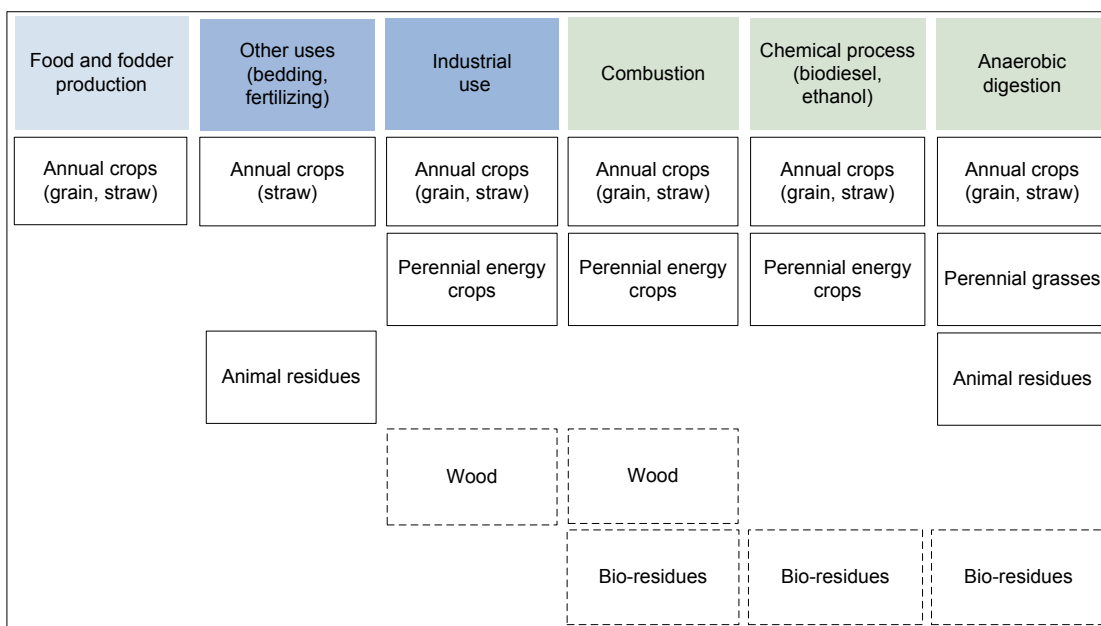 Food and fodder
production
Other uses
(bedding,
fertilizing)
Industrial
use
Combustion
Chemical process
(biodiesel,
ethanol)
Anaerobic
digestion
Annual crops
(grain, straw)
Annual crops
(straw)
Annual crops
(grain, straw)
Annual crops
(grain, straw)
Annual crops
(grain, straw)
Annual crops
(grain, straw)
Perennial energy
crops
Perennial energy
crops
Perennial energy
crops
Perennial grasses
Animal residues
Animal residues
Wood
Wood
Bio-residues
Bio-residues
Bio-residues